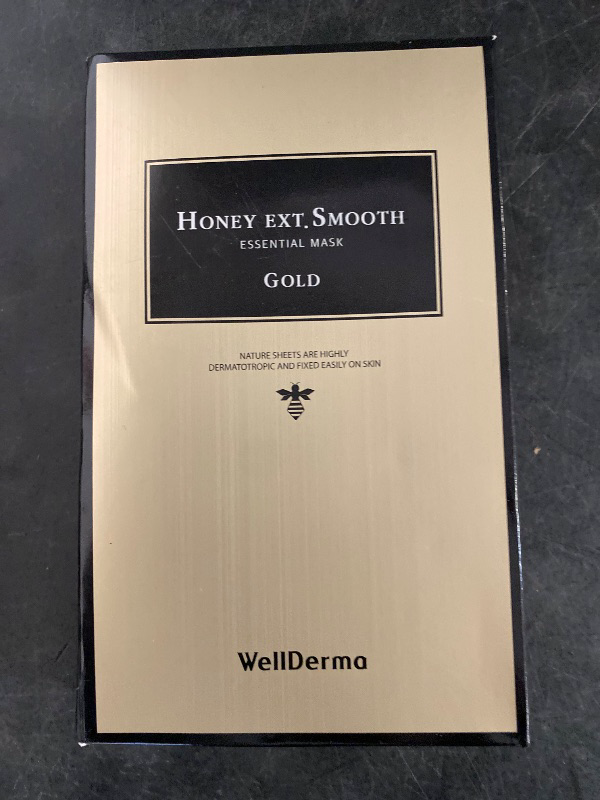 HONEY EXT. SMOOTH
ESSENTIAL MASK
GOLD
NATURE SHEETS ARE HIGHLY
DERMATOTROPIC AND FIXED EASILY ON SKIN
WellDerma